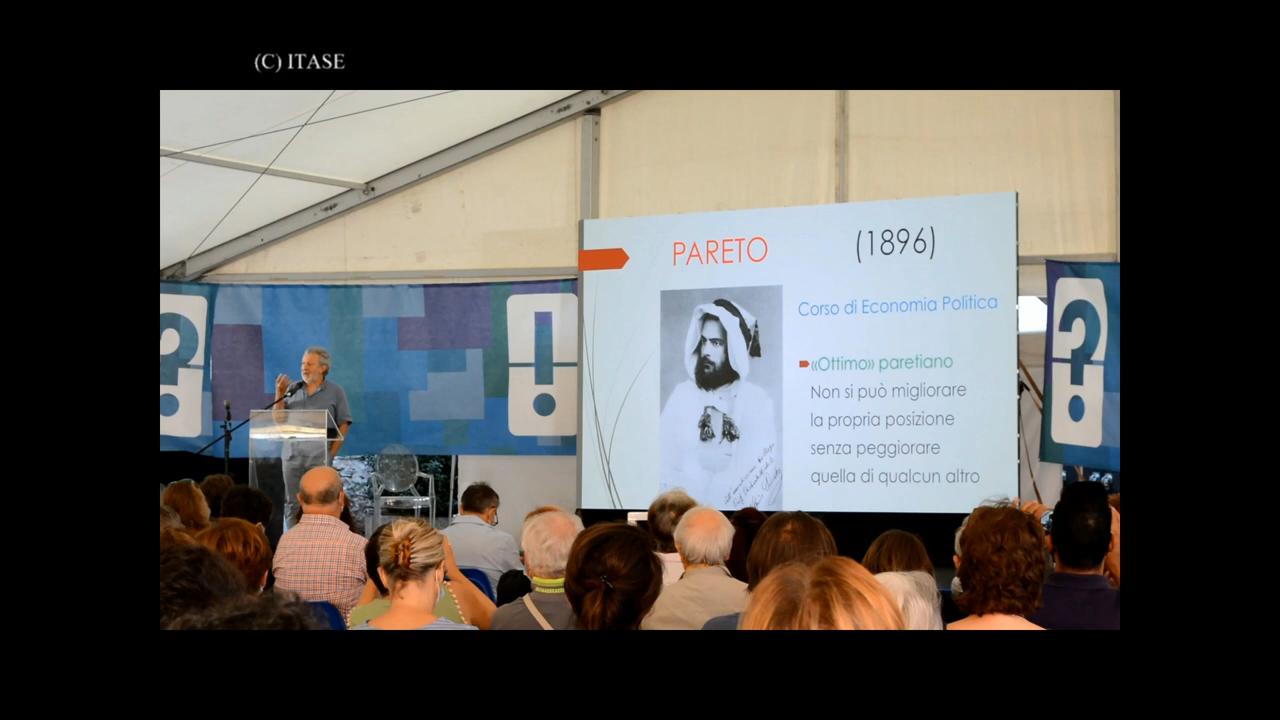 (C) ITASE
PARETO (1896)
Corso di Economia Politica
«Ottimo» paretiano
Non si può migliorare
la propria posizione
senza peggiorare
quella di qualcun altro
?
!
?